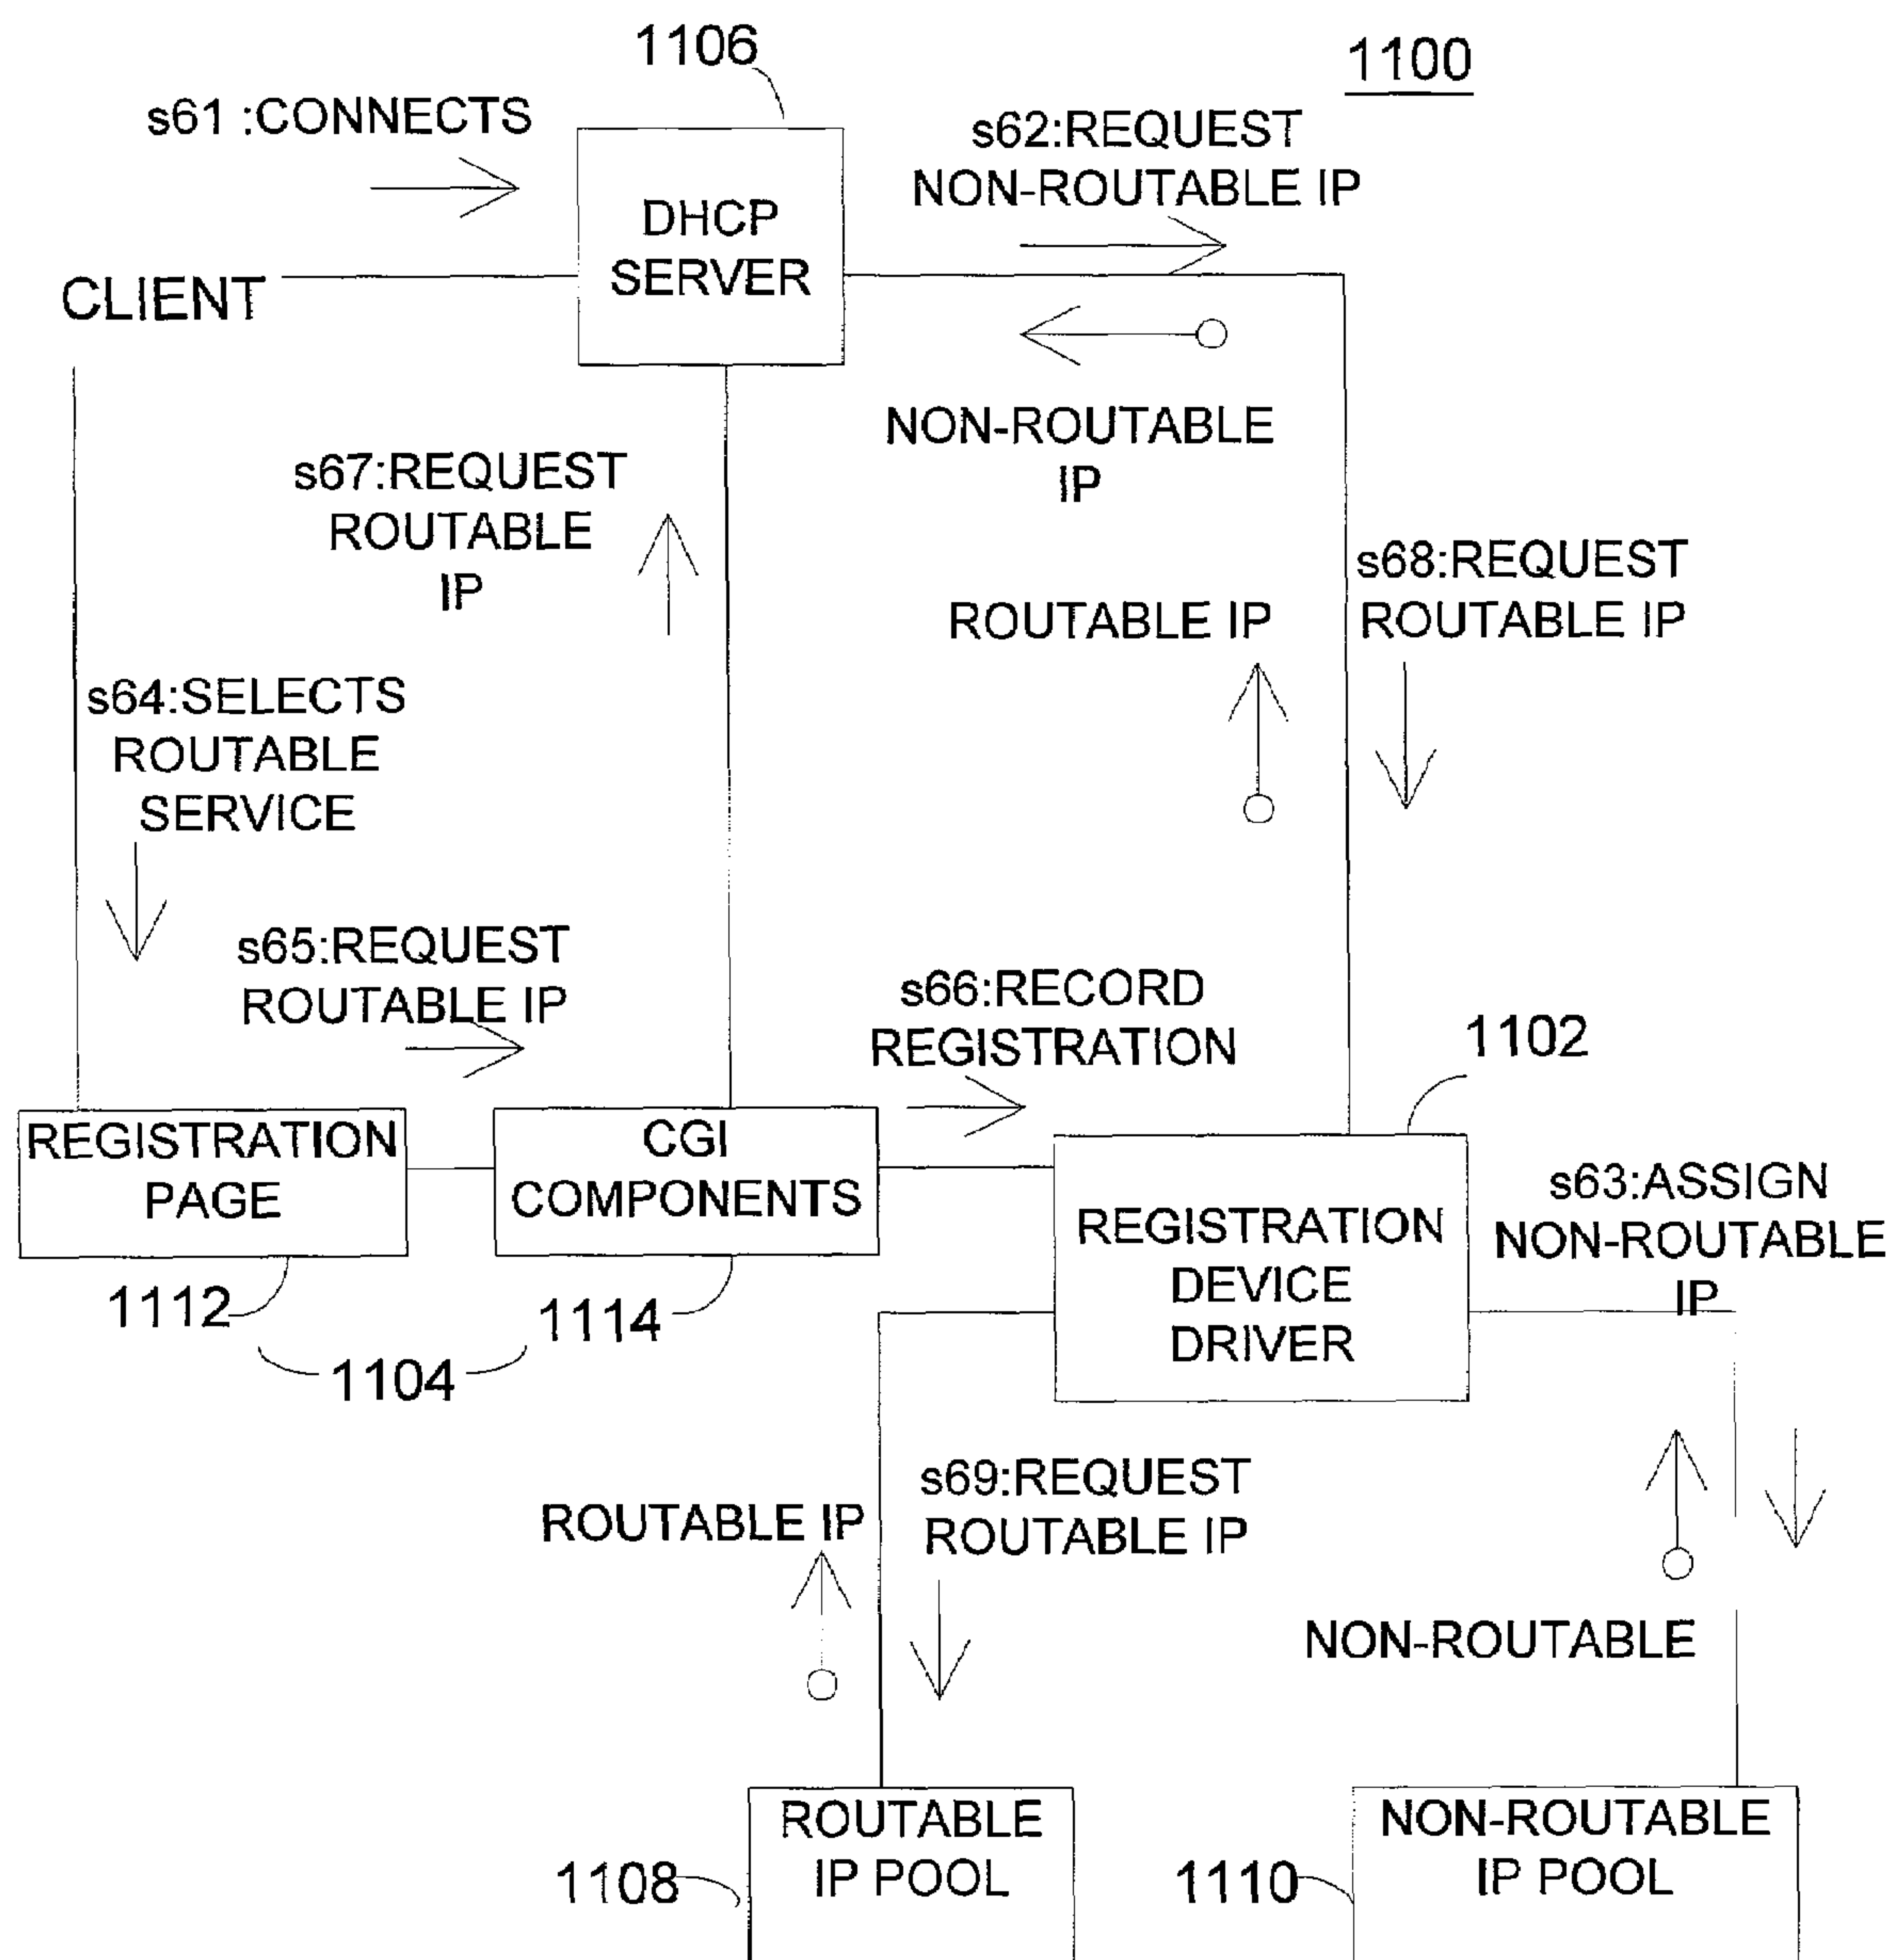 1106
1100
s61 :CONNECTS
s62:REQUEST
NON-ROUTABLE IP
DHCP
SERVER
CLIENT
NON-ROUTABLE
IP
s67:REQUEST
ROUTABLE
IP
s68:REQUEST
ROUTABLE IP
ROUTABLE IP
s64:SELECTS
ROUTABLE
SERVICE
s65:REQUEST
ROUTABLE IP
s66:RECORD
REGISTRATION
1102
REGISTRATION
PAGE
CGI
COMPONENTS
REGISTRATION
DEVICE
DRIVER
s63:ASSIGN
NON-ROUTABLE
IP
1112
1114
1104
ROUTABLE IP
s69:REQUEST
ROUTABLE IP
NON-ROUTABLE
ROUTABLE
IP POOL
1108
NON-ROUTABLE
IP POOL
1110